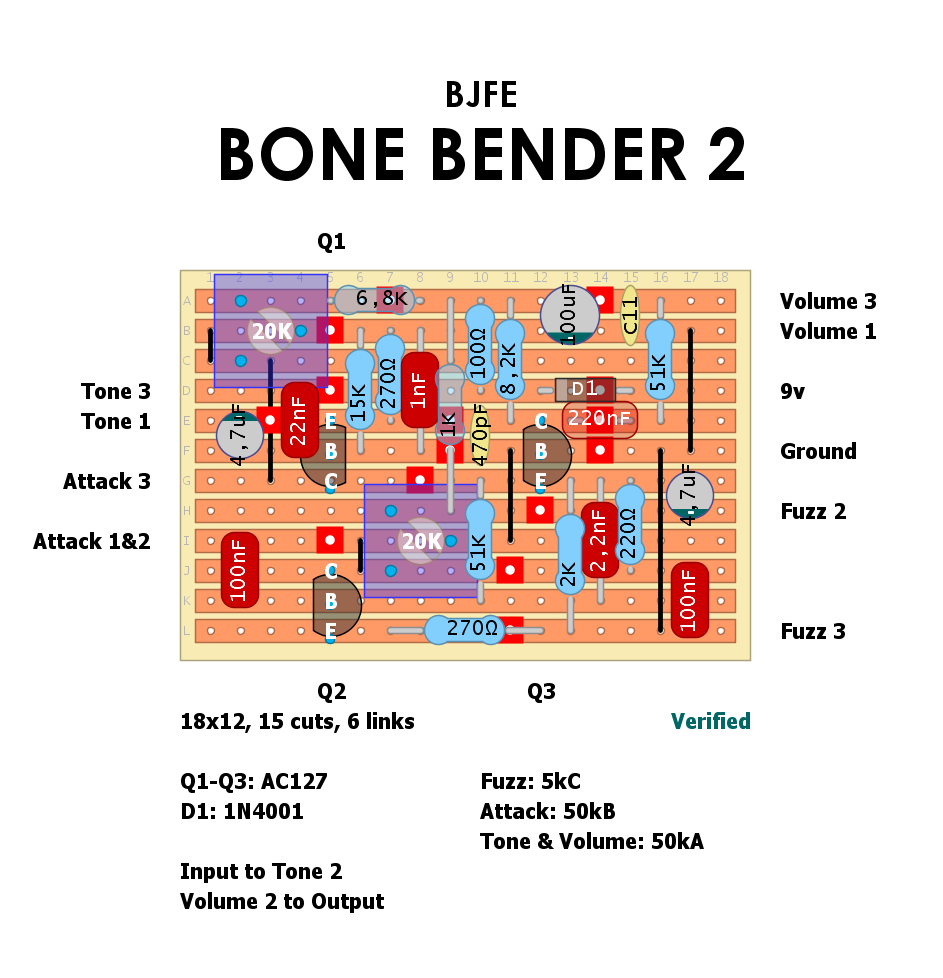 BJFE
BONE BENDER 2
Q1
1 2 3 4 5 6 7 8 9 10 11 12 13 14 15 16 17 18
A 6,8K 100uF c11 Volume 3
B 20K 100Ω 8,2K 51K Volume 1
C 15K 270Ω 1nF
Tone 3 D D1 9v
Tone 1 E 4,7uF 22nF E 1K 470pF C 220nF
F B B Ground
Attack 3 G C E 4,7uF
H Fuzz 2
Attack 1&2 I 20K 51K 2,2nF 220Ω
J 100nF C 2K
K B 100nF
L E 270Ω Fuzz 3
Q2 Q3
18x12, 15 cuts, 6 links Verified
Q1-Q3: AC127 Fuzz: 5kC
D1: 1N4001 Attack: 50kB
Tone & Volume: 50kA
Input to Tone 2
Volume 2 to Output